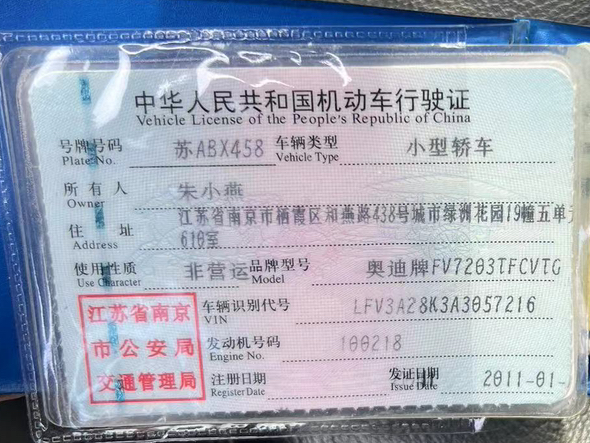 中华人民共和国机动车行驶证
Vehicle License of the People's Republic of China
号牌号码 苏ABX458 车辆类型 小型轿车
Plate No. Vehicle Type
所有人 朱小燕
Owner
住址 江苏省南京市栖霞区和燕路438号城市绿洲花园19幢五单元
Address 610室
使用性质 非营运 品牌型号 奥迪牌FV7203TFCVTG
Use Character Model
江苏省南京
市公安局
交通管理局
车辆识别代号 LFV3A28K3A3057216
VIN
发动机号码 100218
Engine No.
注册日期 发证日期 2011-01-
Register Date Issue Date